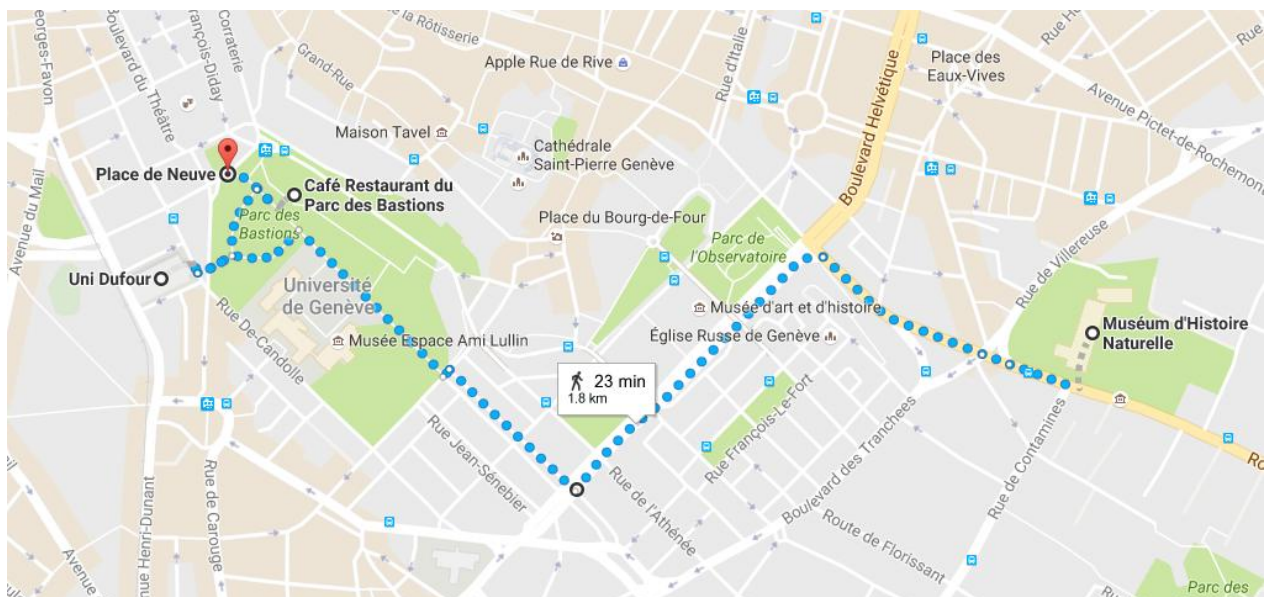 Georges-Favon
Boulevard du Théâtre
François-Diday
Corraterie
de la Rôtisserie
Grand-Rue
Apple Rue de Rive
Rue d'Italie
Boulevard Helvétique
Place des
Eaux-Vives
Avenue Pictet-de-Rochemont
Maison Tavel
Cathédrale
Saint-Pierre Genève
Place de Neuve
Café Restaurant du
Parc des Bastions
Parc des
Bastions
Place du Bourg-de-Four
Parc de
l'Observatoire
Rue de Villereuse
Avenue du Mail
Uni Dufour
Université
de Genève
Musée d'art et d'histoire
Église Russe de Genève
Muséum d'Histoire
Naturelle
Musée Espace Ami Lullin
Rue De-Candolle
23 min
1.8 km
Rue François-Le-Fort
Boulevard des Tranchees
Rue de Contamines
Rue Jean-Sénebier
Rue de l'Athénée
Route de Florissant
Rue de Carouge
nue Henri-Dunant
Avenue
Parc des